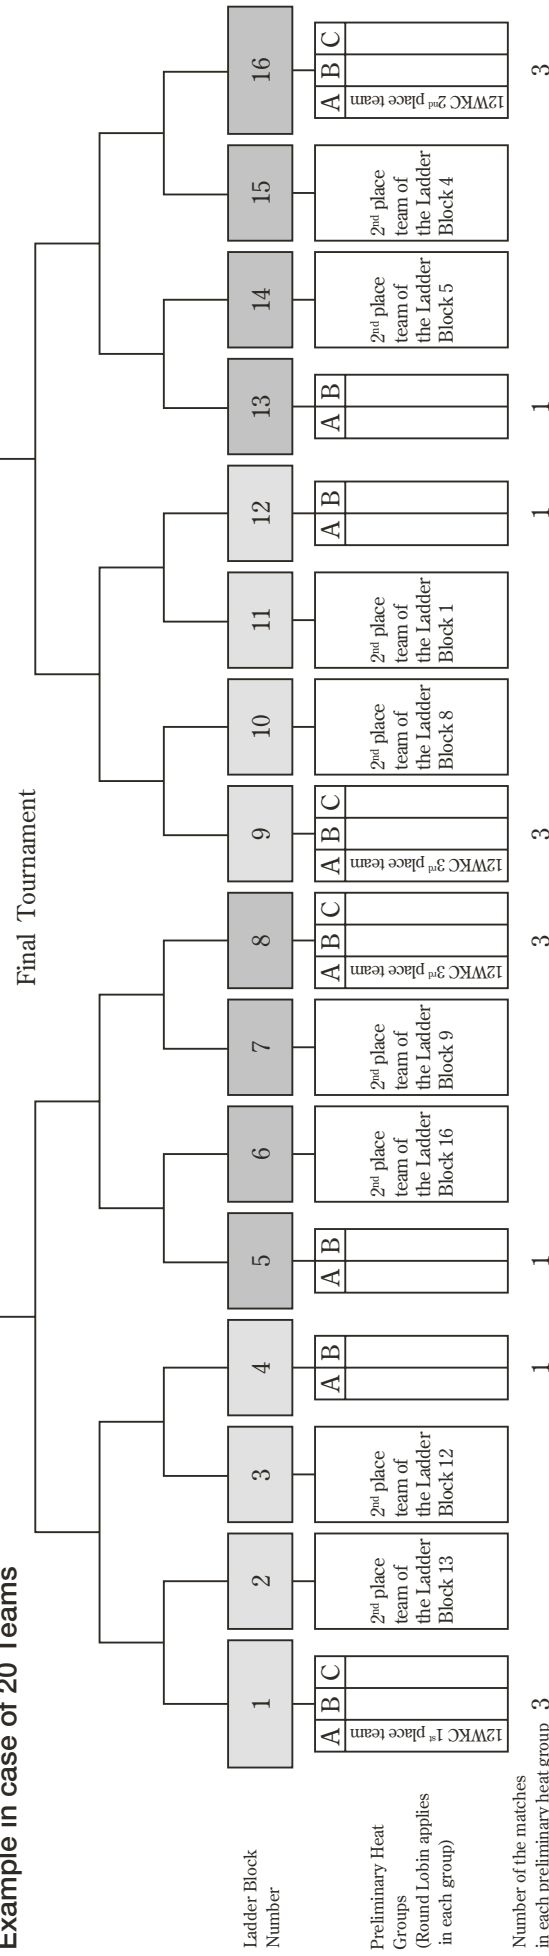 Example in case of 20 Teams
Final Tournament
Ladder Block
Number
1
2
3
4
5
6
7
8
9
10
11
12
13
14
15
16
Preliminary Heat
Groups
(Round Lobin applies
in each group)
A B C
12WKC 1st place team
2nd place
team of
the Ladder
Block 13
2nd place
team of
the Ladder
Block 12
A B
A B
2nd place
team of
the Ladder
Block 16
2nd place
team of
the Ladder
Block 9
A B C
12WKC 3rd place team
A B C
12WKC 3rd place team
2nd place
team of
the Ladder
Block 8
2nd place
team of
the Ladder
Block 1
A B
A B
2nd place
team of
the Ladder
Block 5
2nd place
team of
the Ladder
Block 4
A B C
12WKC 2nd place team
Number of the matches
in each preliminary heat group
3
1
1
3
3
1
1
3